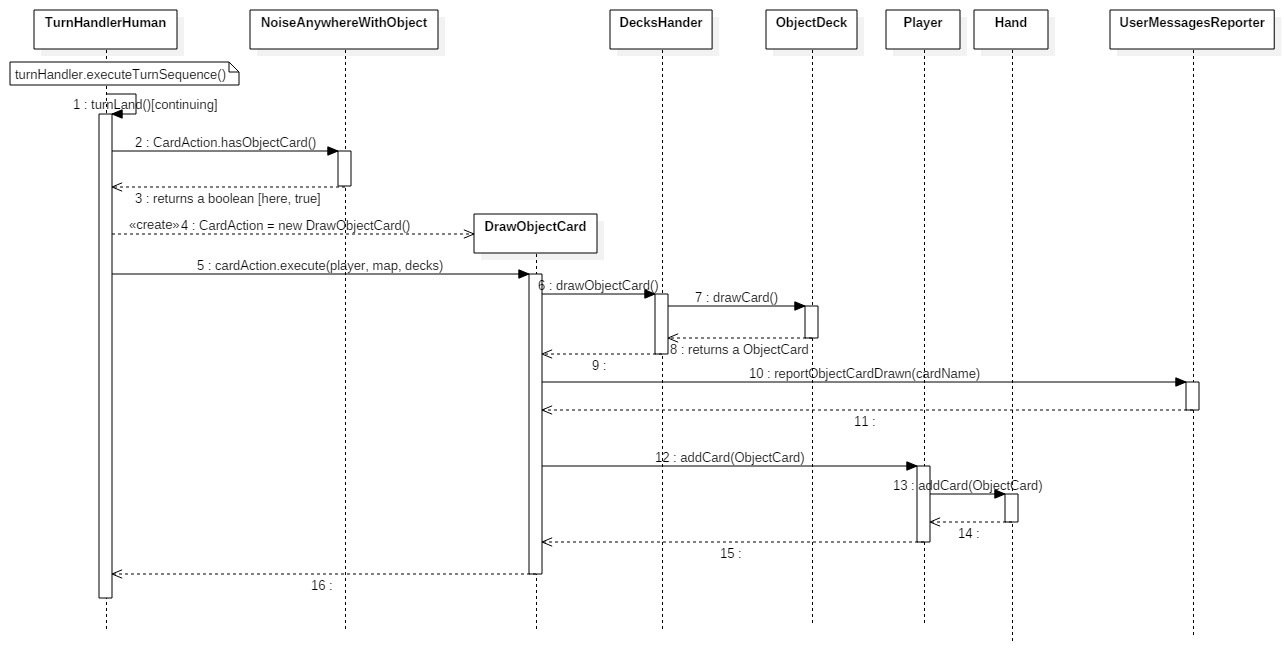 TurnHandlerHuman
NoiseAnywhereWithObject
DecksHander
ObjectDeck
Player
Hand
UserMessagesReporter
turnHandler.executeTurnSequence()
1 : turnLand()[continuing]
2 : CardAction.hasObjectCard()
3 : returns a boolean [here, true]
«create»
4 : CardAction = new DrawObjectCard()
DrawObjectCard
5 : cardAction.execute(player, map, decks)
6 : drawObjectCard()
7 : drawCard()
8 : returns a ObjectCard
9 :
10 : reportObjectCardDrawn(cardName)
11 :
12 : addCard(ObjectCard)
13 : addCard(ObjectCard)
14 :
15 :
16 :